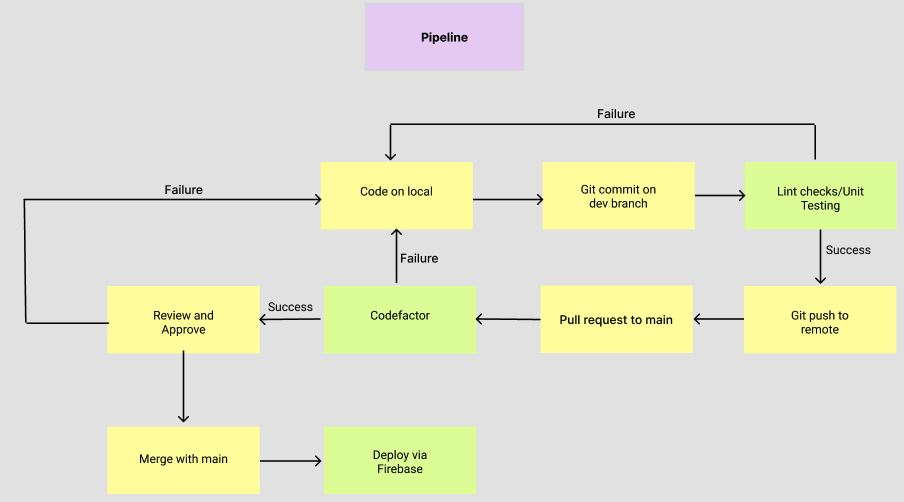 Pipeline
Failure
Code on local
Git commit on
dev branch
Lint checks/Unit
Testing
Failure
Failure
Success
Review and
Approve
Success
Codefactor
Pull request to main
Git push to
remote
Merge with main
Deploy via
Firebase